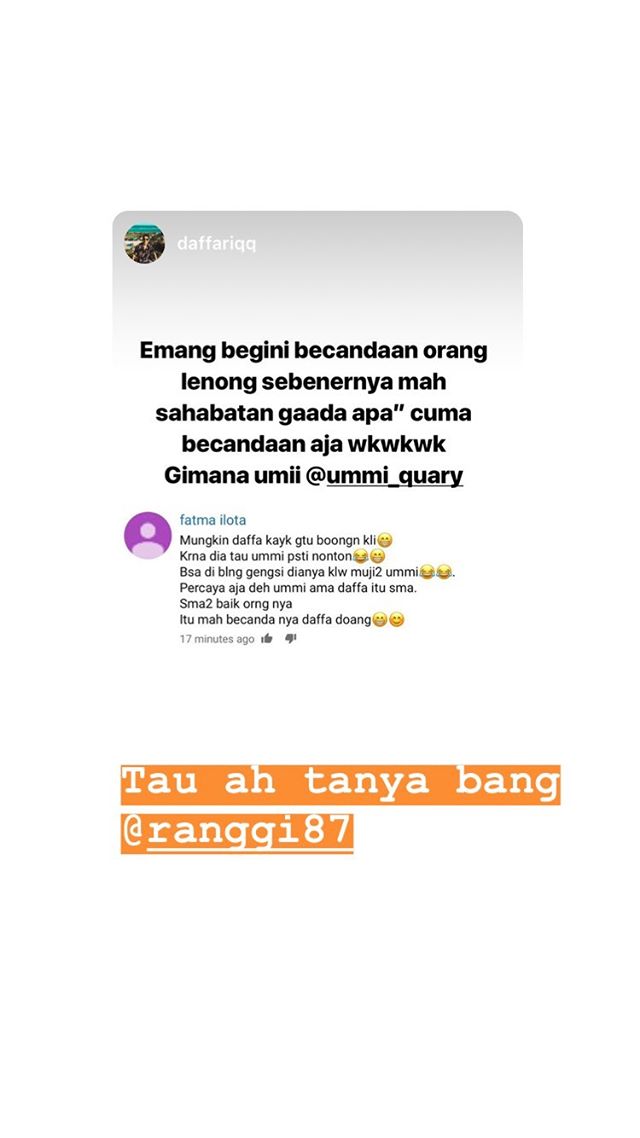 daffariqq
Emang begini becandaan orang
lenong sebenernya mah
sahabatan gaada apa” cuma
becandaan aja wkwkwk
Gimana umii @ummi_quary
fatma ilota
Mungkin daffa kayk gtu boongn kli😁
Krna dia tau ummi psti nonton😂😁
Bsa di blng gengsi dianya klw muji2 ummi😂😂.
Percaya aja deh ummi ama daffa itu sma.
Sma2 baik orng nya
Itu mah becanda nya daffa doang😁😊
17 minutes ago
Tau ah tanya bang
@ranggi87